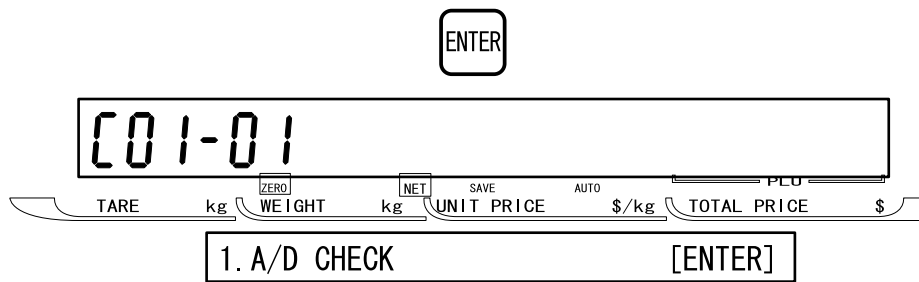 ENTER
C01-01
ZERO NET SAVE AUTO PLU
TARE kg WEIGHT kg UNIT PRICE $/kg TOTAL PRICE $
1. A/D CHECK [ENTER]